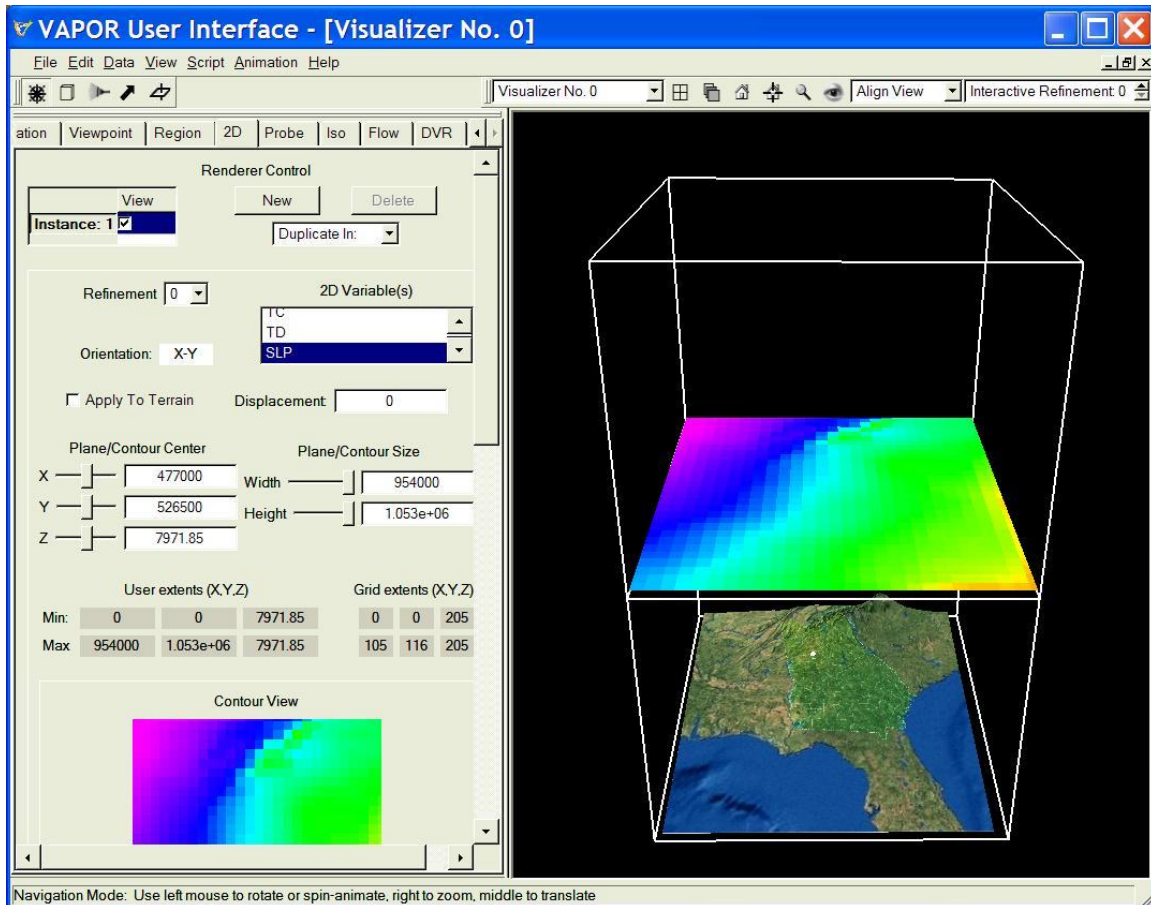 VAPOR User Interface - [Visualizer No. 0]
File Edit Data View Script Animation Help
Visualizer No. 0 Align View Interactive Refinement: 0
ation Viewpoint Region 2D Probe Iso Flow DVR
Renderer Control
View New Delete
Instance: 1 Duplicate In:
Refinement 0 2D Variable(s)
TC
TD
Orientation: X-Y SLP
Apply To Terrain Displacement: 0
Plane/Contour Center Plane/Contour Size
X 477000 Width 954000
Y 526500 Height 1.053e+06
Z 7971.85
User extents (X,Y,Z) Grid extents (X,Y,Z)
Min: 0 0 7971.85 0 0 205
Max 954000 1.053e+06 7971.85 105 116 205
Contour View
Navigation Mode: Use left mouse to rotate or spin-animate, right to zoom, middle to translate